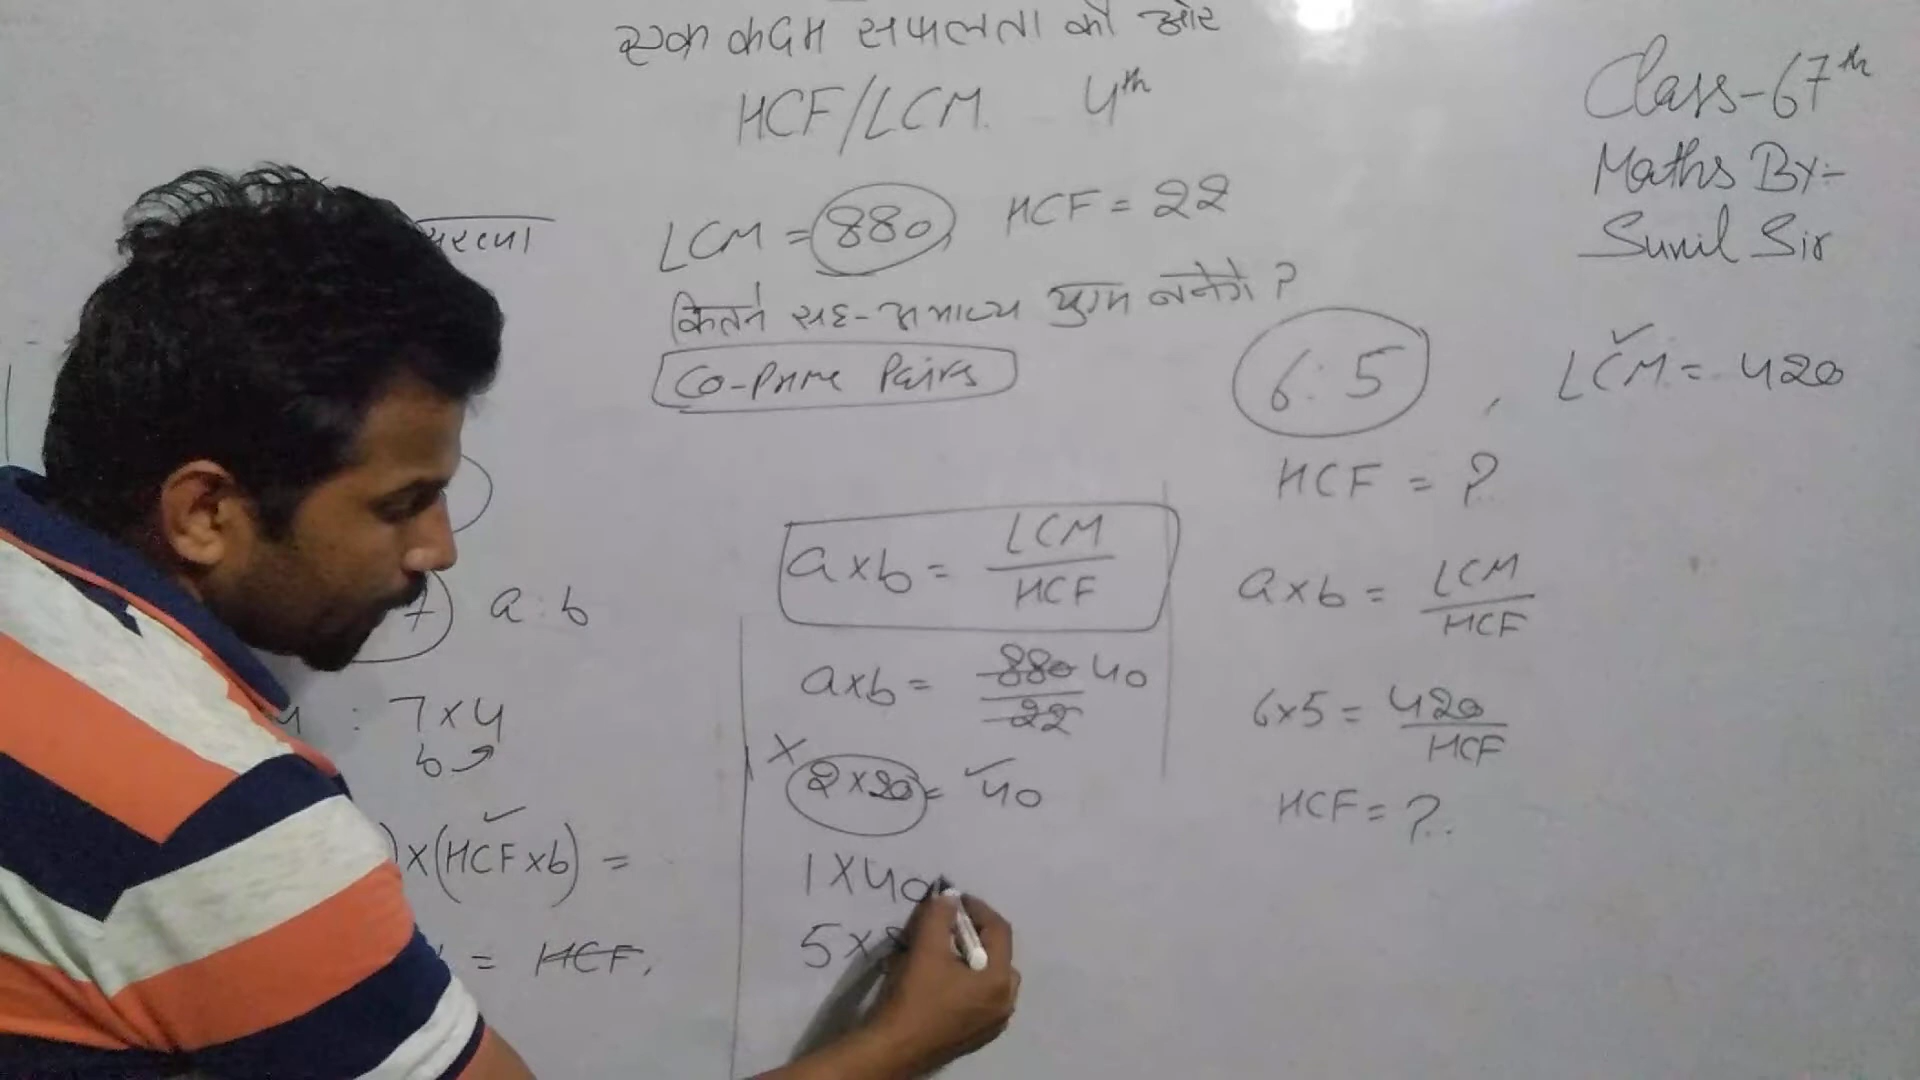 एक कदम सफलता की ओर
HCF/LCM 4th
Class-67th
Maths By:-
Sunil Sir
LCM = 880, HCF = 22
कितने सह-अभाज्य युग्म बनेंगे ?
Co-Prime Pairs
6:5, LCM = 420
HCF = ?
a×b = LCM/HCF
6×5 = 420/HCF
HCF = ?
a×b = LCM/HCF
a×b = 880/22 40
× 2×20 = 40
1×40
5×
a:b
: 7×4
b
)×(HCF×b) =
= HCF.